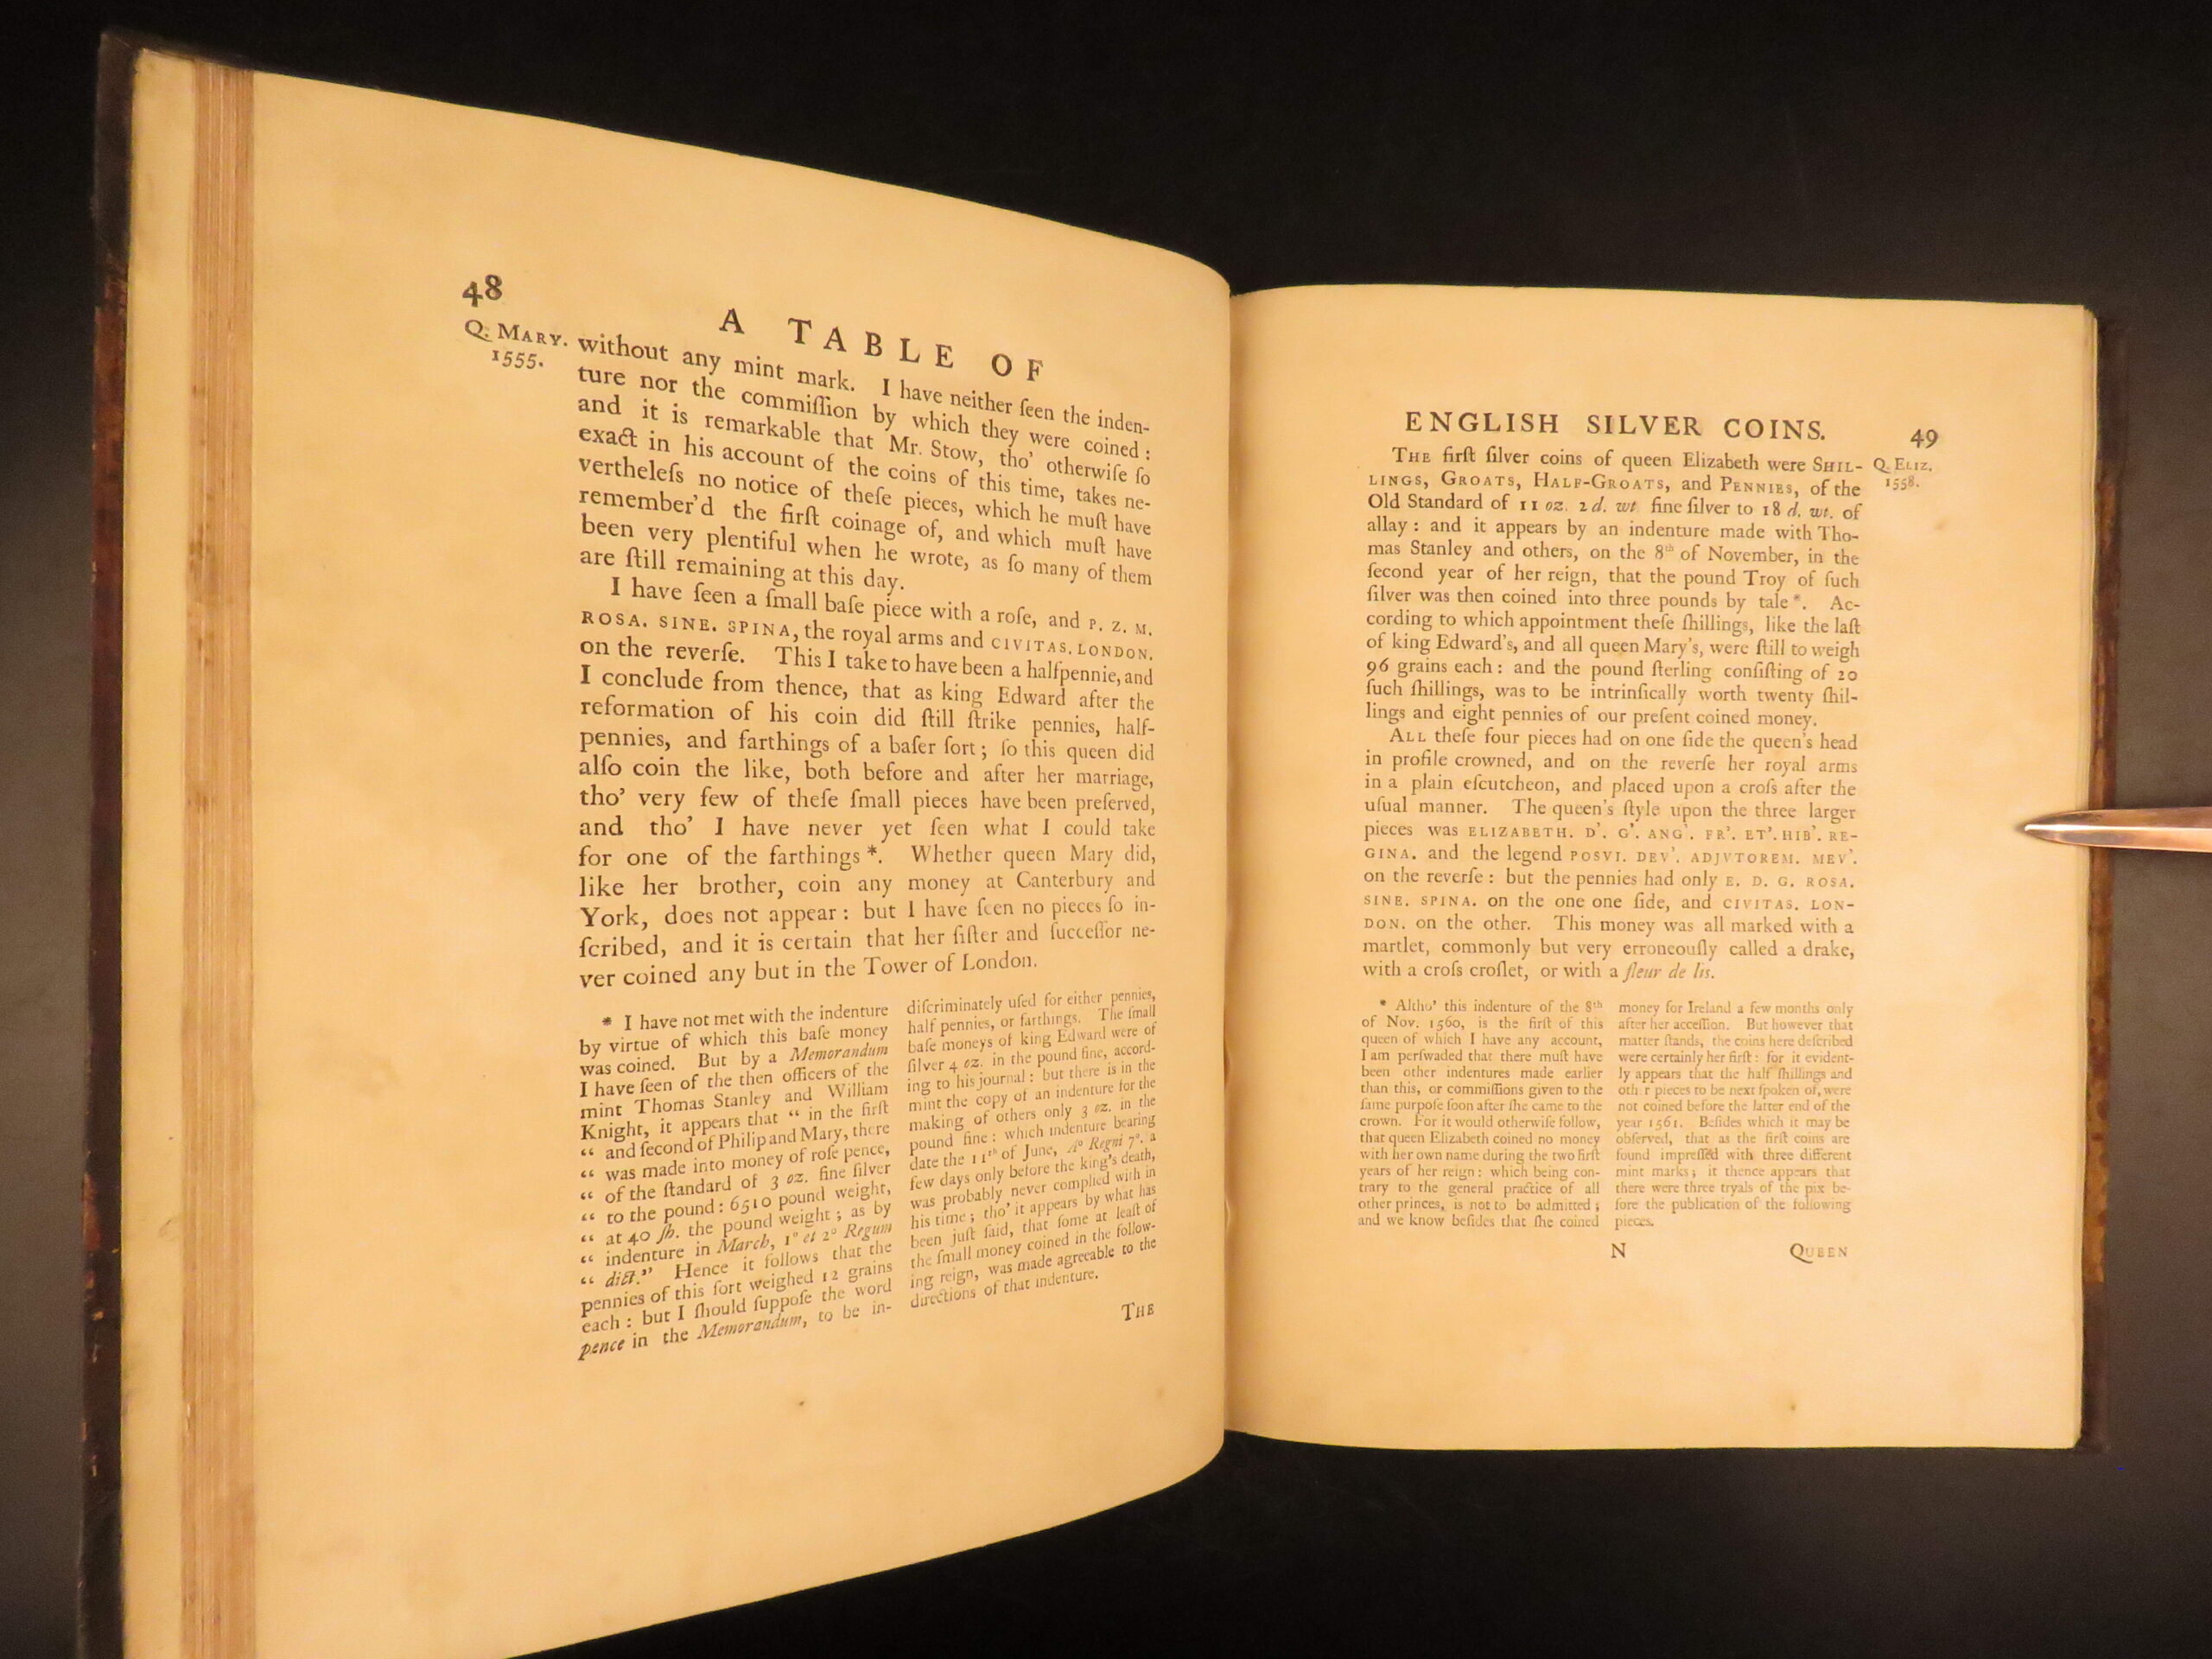 48
A TABLE OF
Q. MARY.
1555.
without any mint mark. I have neither ſeen the inden-
ture nor the commiſſion by which they were coined :
and it is remarkable that Mr. Stow, tho' otherwiſe ſo
exact in his account of the coins of this time, takes ne-
vertheleſs no notice of theſe pieces, which he muſt have
remember'd the firſt coinage of, and which muſt have
been very plentiful when he wrote, as ſo many of them
are ſtill remaining at this day.
I have ſeen a ſmall baſe piece with a roſe, and P. Z. M.
ROSA. SINE. SPINA, the royal arms and CIVITAS. LONDON.
on the reverſe. This I take to have been a halfpennie, and
I conclude from thence, that as king Edward after the
reformation of his coin did ſtill ſtrike pennies, half-
pennies, and farthings of a baſer ſort ; ſo this queen did
alſo coin the like, both before and after her marriage,
tho' very few of theſe ſmall pieces have been preſerved,
and tho' I have never yet ſeen what I could take
for one of the farthings *. Whether queen Mary did,
like her brother, coin any money at Canterbury and
York, does not appear : but I have ſeen no pieces ſo in-
ſcribed, and it is certain that her ſiſter and ſucceſſor ne-
ver coined any but in the Tower of London.
* I have not met with the indenture
by virtue of which this baſe money
was coined. But by a Memorandum
I have ſeen of the then officers of the
mint Thomas Stanley and William
Knight, it appears that “ in the firſt
“ and ſecond of Philip and Mary, there
“ was made into money of roſe pence,
“ of the ſtandard of 3 oz. fine ſilver
“ to the pound : 6510 pound weight,
“ at 40 ſh. the pound weight ; as by
“ indenture in March, 1° et 2° Regum
“ dict.” Hence it follows that the
pennies of this ſort weighed 12 grains
each : but I ſhould ſuppoſe the word
pence in the Memorandum, to be in-
diſcriminately uſed for either pennies,
half pennies, or farthings. The ſmall
baſe moneys of king Edward were of
ſilver 4 oz. in the pound fine, accord-
ing to his journal : but there is in the
mint the copy of an indenture for the
making of others only 3 oz. in the
pound fine : which indenture bearing
date the 11th of June, A° Regni 7°. a
few days only before the king's death,
was probably never complied with in
his time ; tho' it appears by what has
been juſt ſaid, that ſome at leaſt of
the ſmall money coined in the follow-
ing reign, was made agreeable to the
directions of that indenture.
THE
ENGLISH SILVER COINS.
49
Q. ELIZ.
1558.
THE firſt ſilver coins of queen Elizabeth were SHIL-
LINGS, GROATS, HALF-GROATS, and PENNIES, of the
Old Standard of 11 oz. 2 d. wt. fine ſilver to 18 d. wt. of
allay : and it appears by an indenture made with Tho-
mas Stanley and others, on the 8th of November, in the
ſecond year of her reign, that the pound Troy of ſuch
ſilver was then coined into three pounds by tale *. Ac-
cording to which appointment theſe ſhillings, like the laſt
of king Edward's, and all queen Mary's, were ſtill to weigh
96 grains each : and the pound ſterling conſiſting of 20
ſuch ſhillings, was to be intrinſically worth twenty ſhil-
lings and eight pennies of our preſent coined money.
ALL theſe four pieces had on one ſide the queen's head
in profile crowned, and on the reverſe her royal arms
in a plain eſcutcheon, and placed upon a croſs after the
uſual manner. The queen's ſtyle upon the three larger
pieces was ELIZABETH. D'. G'. ANG'. FR'. ET'. HIB'. RE-
GINA. and the legend POSVI. DEV'. ADJVTOREM. MEV'.
on the reverſe : but the pennies had only E. D. G. ROSA.
SINE. SPINA. on the one one ſide, and CIVITAS. LON-
DON. on the other. This money was all marked with a
martlet, commonly but very erroneouſly called a drake,
with a croſs croſlet, or with a fleur de lis.
* Altho' this indenture of the 8th
of Nov. 1560, is the firſt of this
queen of which I have any account,
I am perſwaded that there muſt have
been other indentures made earlier
than this, or commiſſions given to the
ſame purpoſe ſoon after ſhe came to the
crown. For it would otherwiſe follow,
that queen Elizabeth coined no money
with her own name during the two firſt
years of her reign : which being con-
trary to the general practice of all
other princes, is not to be admitted ;
and we know beſides that ſhe coined
money for Ireland a few months only
after her acceſſion. But however that
matter ſtands, the coins here deſcribed
were certainly her firſt : for it evident-
ly appears that the half ſhillings and
oth r pieces to be next ſpoken of, were
not coined before the latter end of the
year 1561. Beſides which it may be
obſerved, that as the firſt coins are
found impreſſed with three different
mint marks ; it thence appears that
there were three tryals of the pix be-
fore the publication of the following
pieces.
N
QUEEN